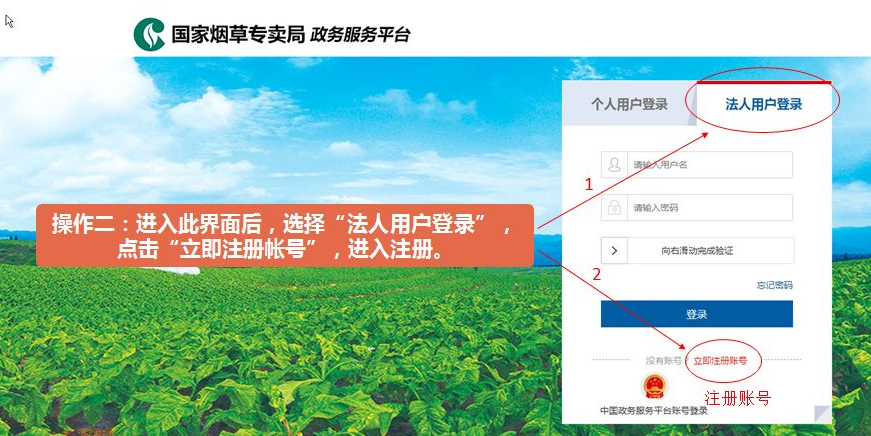 国家烟草专卖局 政务服务平台
个人用户登录
法人用户登录
请输入用户名
1
请输入密码
操作二：进入此界面后，选择“法人用户登录”，
点击“立即注册帐号”，进入注册。
向右滑动完成验证
2
忘记密码
登录
没有账号？ 立即注册账号
注册账号
中国政务服务平台账号登录